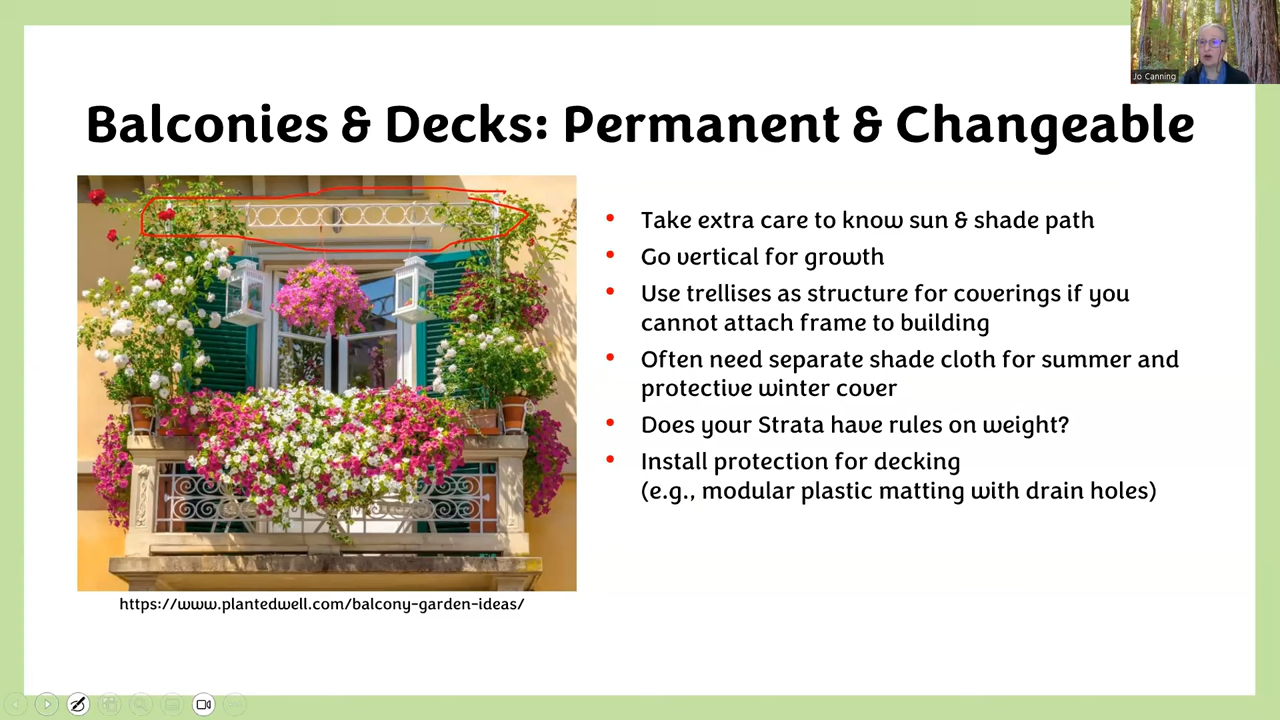 Jo Canning
Balconies & Decks: Permanent & Changeable
• Take extra care to know sun & shade path
• Go vertical for growth
• Use trellises as structure for coverings if you
cannot attach frame to building
• Often need separate shade cloth for summer and
protective winter cover
• Does your Strata have rules on weight?
• Install protection for decking
(e.g., modular plastic matting with drain holes)
https://www.plantedwell.com/balcony-garden-ideas/